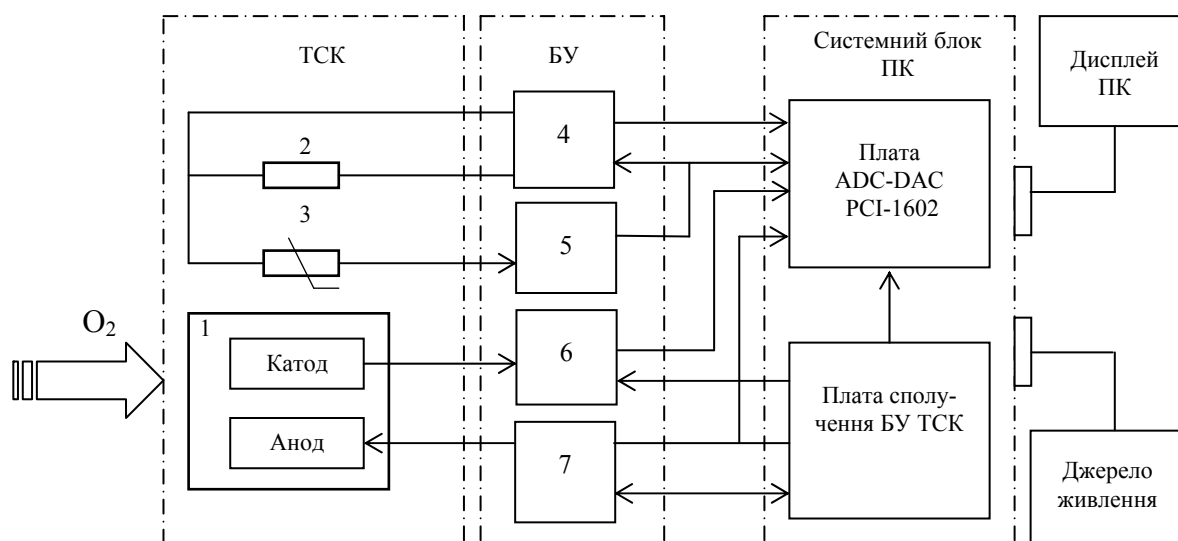 ТСК
БУ
Системний блок
ПК
Дисплей
ПК
2
4
Плата
ADC-DAC
PCI-1602
3
5
O₂
1
Катод
6
Плата сполу-
чення БУ ТСК
Анод
7
Джерело
живлення